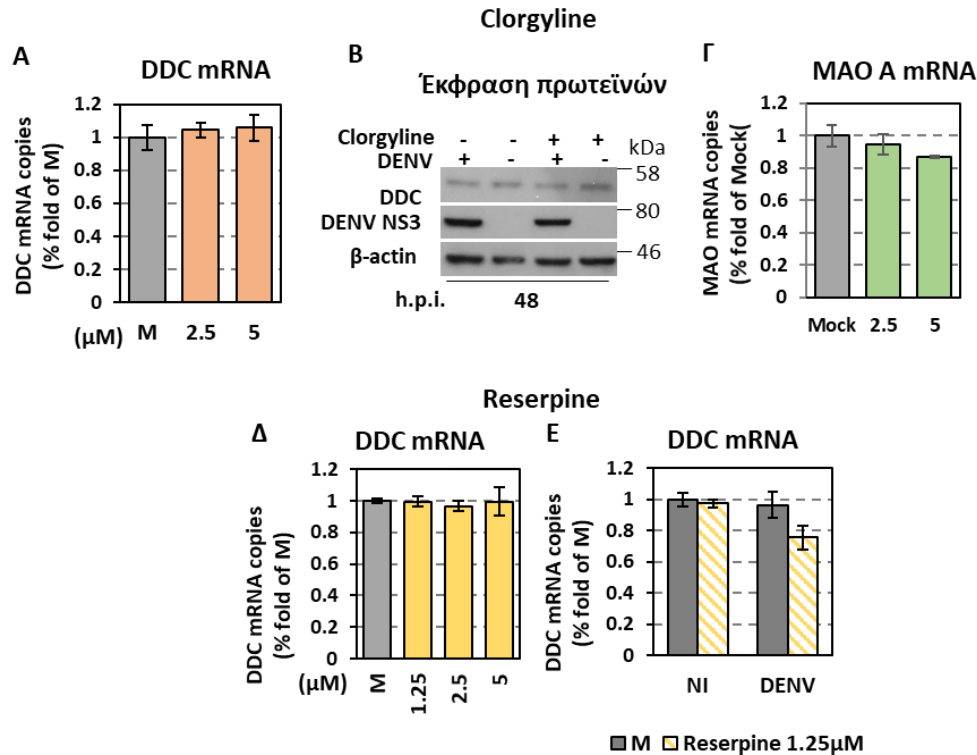 Clorgyline
A
DDC mRNA
DDC mRNA copies
(% fold of M)
1.2
1
0.8
0.6
0.4
0.2
0
(μM)
M
2.5
5
B
Έκφραση πρωτεϊνών
Clorgyline - - + +
DENV + - + -
kDa
DDC
58
DENV NS3
80
β-actin
46
h.p.i.
48
Γ
MAO A mRNA
MAO mRNA copies
(% fold of Mock(
1.2
1
0.8
0.6
0.4
0.2
0
Mock
2.5
5
Reserpine
Δ
DDC mRNA
DDC mRNA copies
(% fold of M)
1.2
1
0.8
0.6
0.4
0.2
0
(μM)
M
1.25
2.5
5
E
DDC mRNA
DDC mRNA copies
(% fold of M)
1.2
1
0.8
0.6
0.4
0.2
0
NI
DENV
M
Reserpine 1.25μM